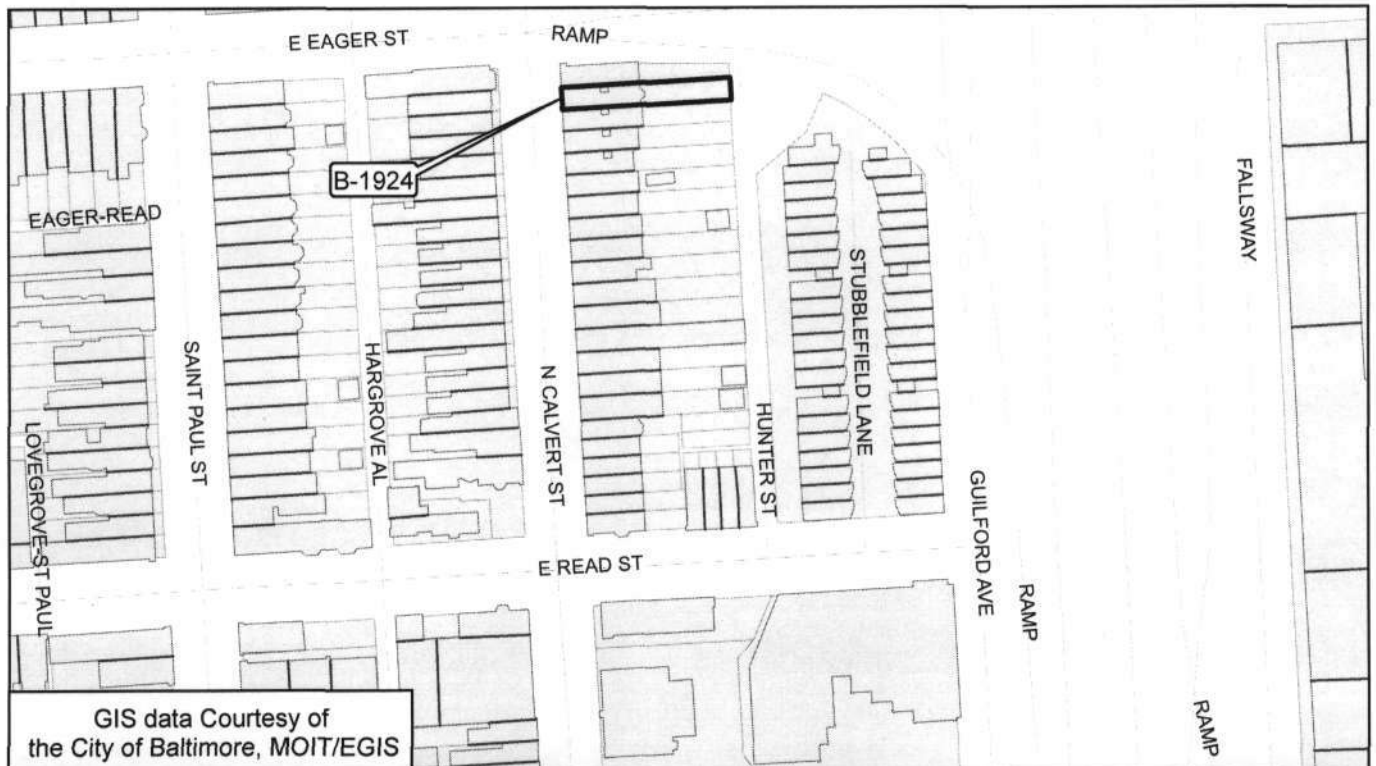 E EAGER ST
RAMP
B-1924
EAGER-READ
FALLSWAY
SAINT PAUL ST
HARGROVE AL
N CALVERT ST
STUBBLEFIELD LANE
HUNTER ST
LOVEGROVE-ST PAUL
GUILFORD AVE
E READ ST
RAMP
RAMP
GIS data Courtesy of
the City of Baltimore, MOIT/EGIS